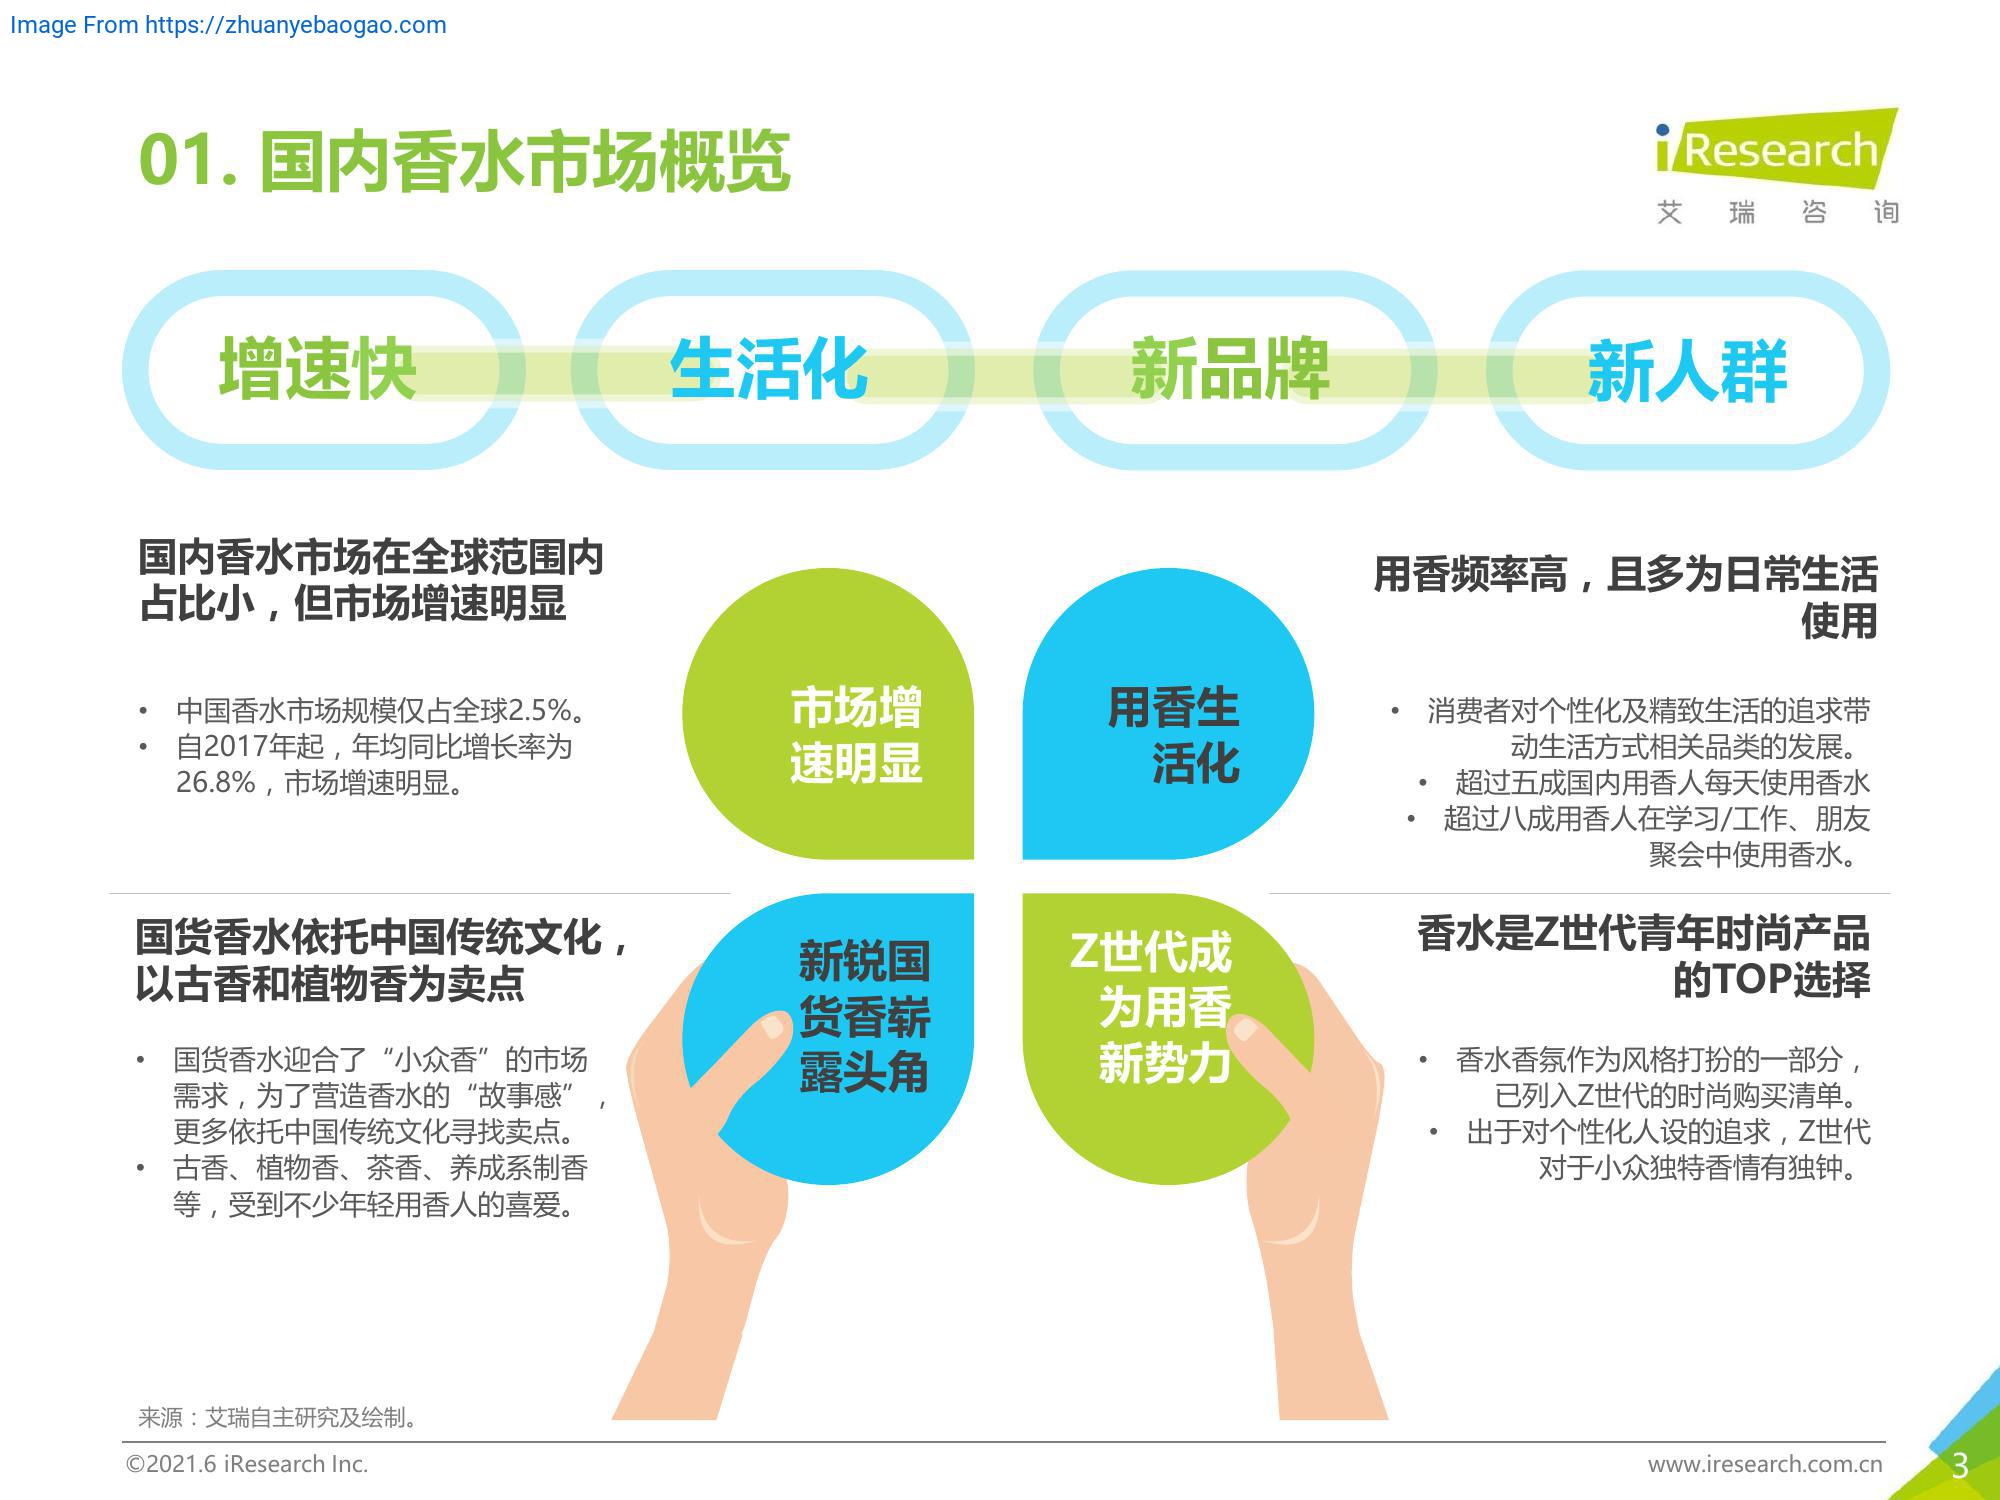 Image From https://zhuanyebaogao.com
01. 国内香水市场概览
iResearch
艾瑞咨询
增速快
生活化
新品牌
新人群
国内香水市场在全球范围内
占比小，但市场增速明显
• 中国香水市场规模仅占全球2.5%。
• 自2017年起，年均同比增长率为
26.8%，市场增速明显。
市场增
速明显
用香生
活化
用香频率高，且多为日常生活
使用
• 消费者对个性化及精致生活的追求带
动生活方式相关品类的发展。
• 超过五成国内用香人每天使用香水
• 超过八成用香人在学习/工作、朋友
聚会中使用香水。
国货香水依托中国传统文化，
以古香和植物香为卖点
• 国货香水迎合了“小众香”的市场
需求，为了营造香水的“故事感”，
更多依托中国传统文化寻找卖点。
• 古香、植物香、茶香、养成系制香
等，受到不少年轻用香人的喜爱。
新锐国
货香崭
露头角
Z世代成
为用香
新势力
香水是Z世代青年时尚产品
的TOP选择
• 香水香氛作为风格打扮的一部分，
已列入Z世代的时尚购买清单。
• 出于对个性化人设的追求，Z世代
对于小众独特香情有独钟。
来源：艾瑞自主研究及绘制。
©2021.6 iResearch Inc.
www.iresearch.com.cn
3